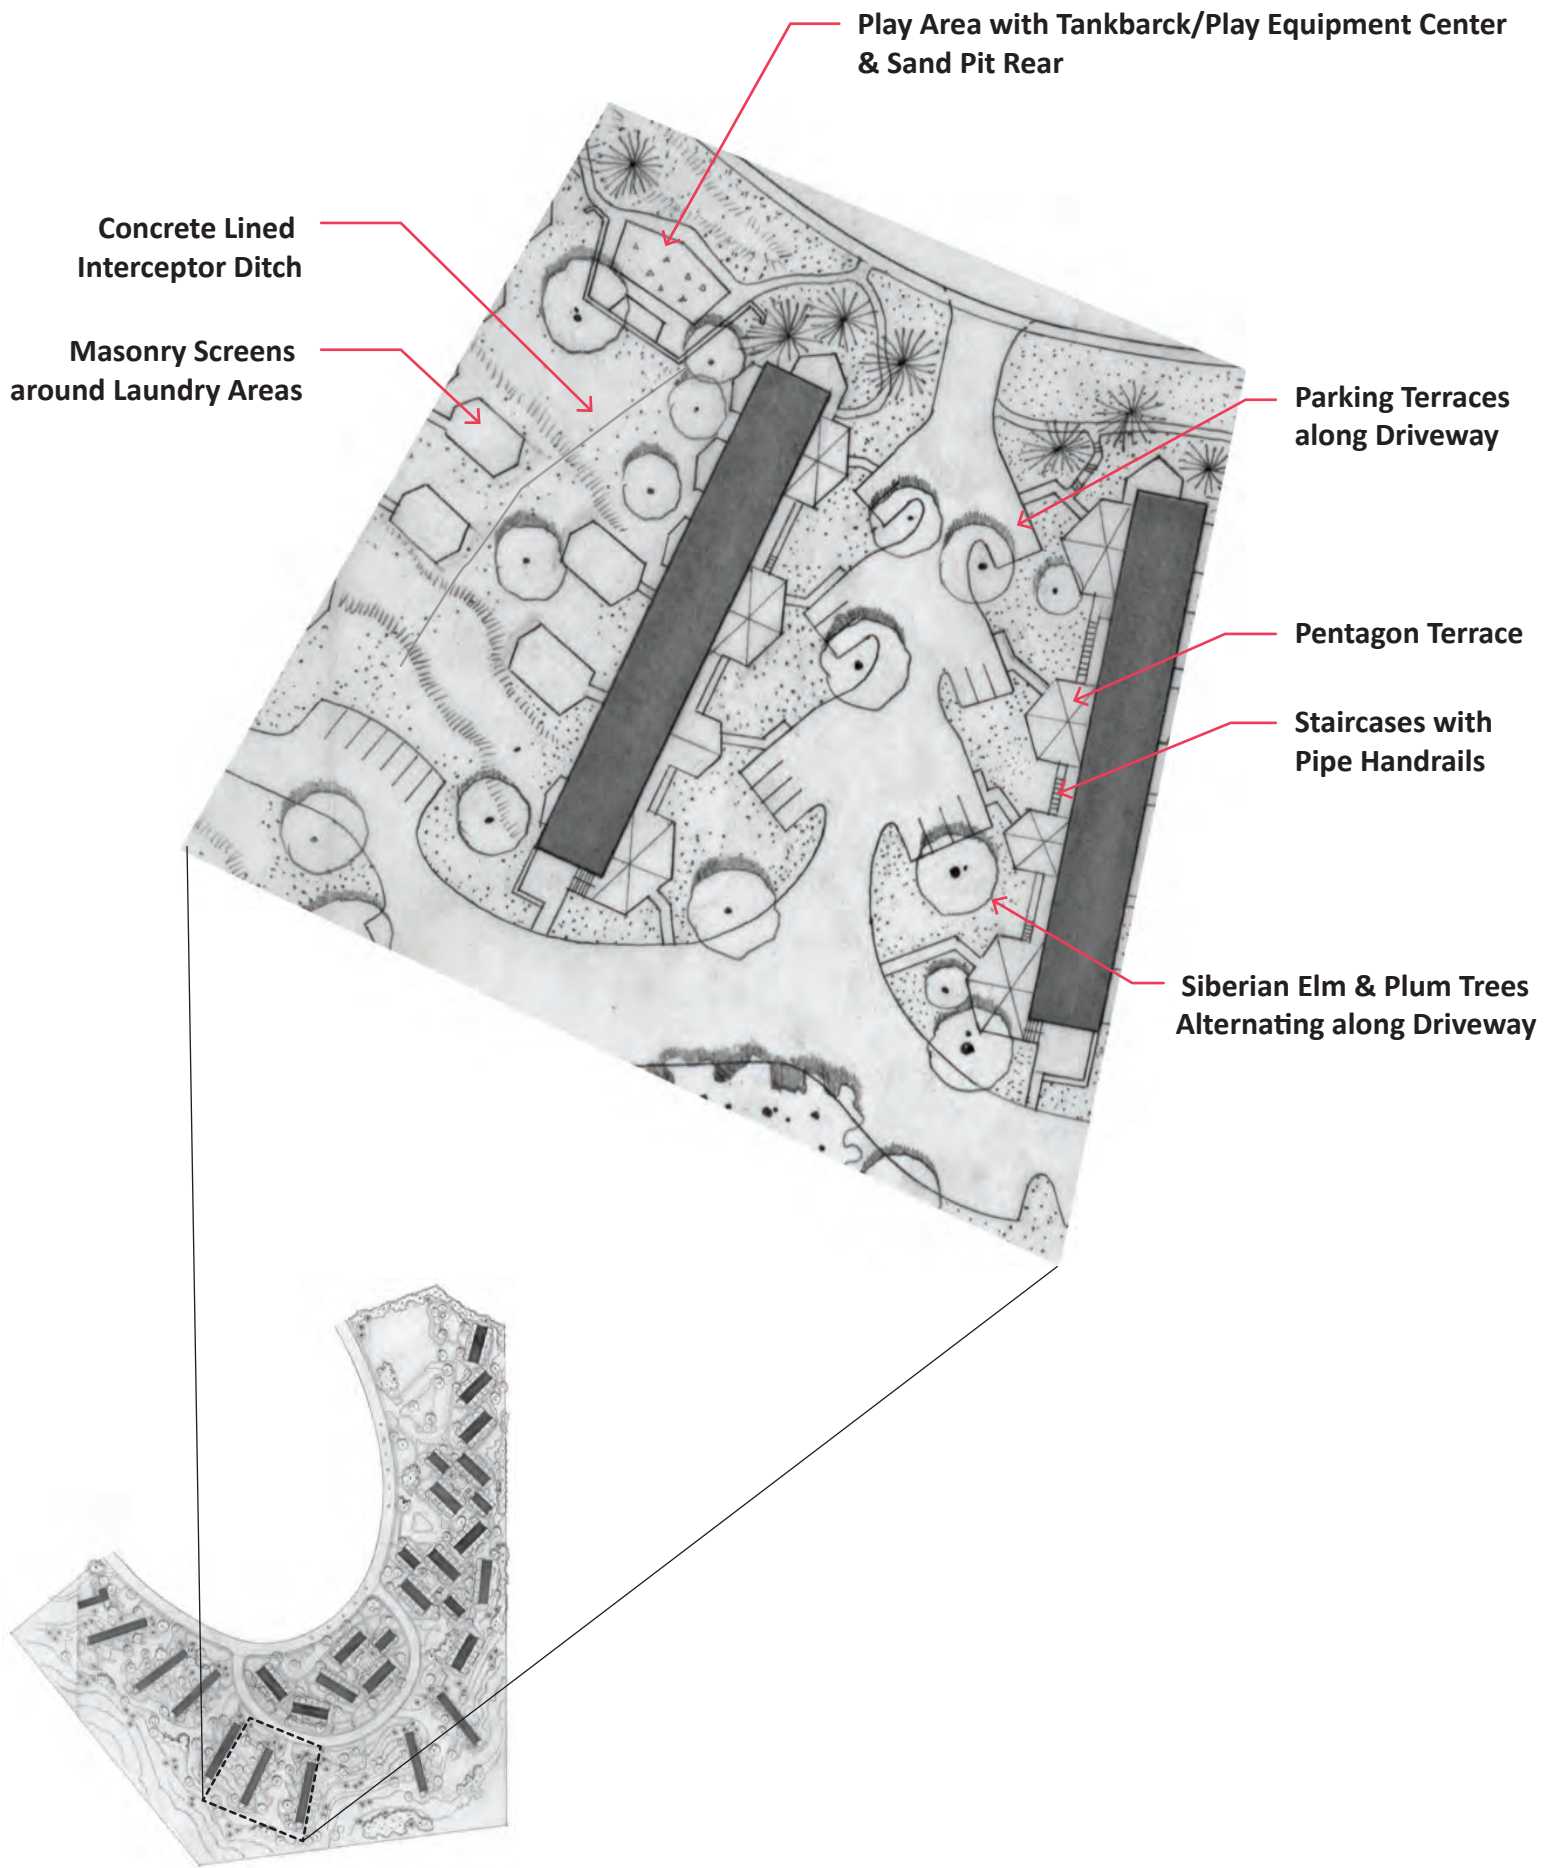 Play Area with Tankbarck/Play Equipment Center
& Sand Pit Rear
Concrete Lined
Interceptor Ditch
Masonry Screens
around Laundry Areas
Parking Terraces
along Driveway
Pentagon Terrace
Staircases with
Pipe Handrails
Siberian Elm & Plum Trees
Alternating along Driveway